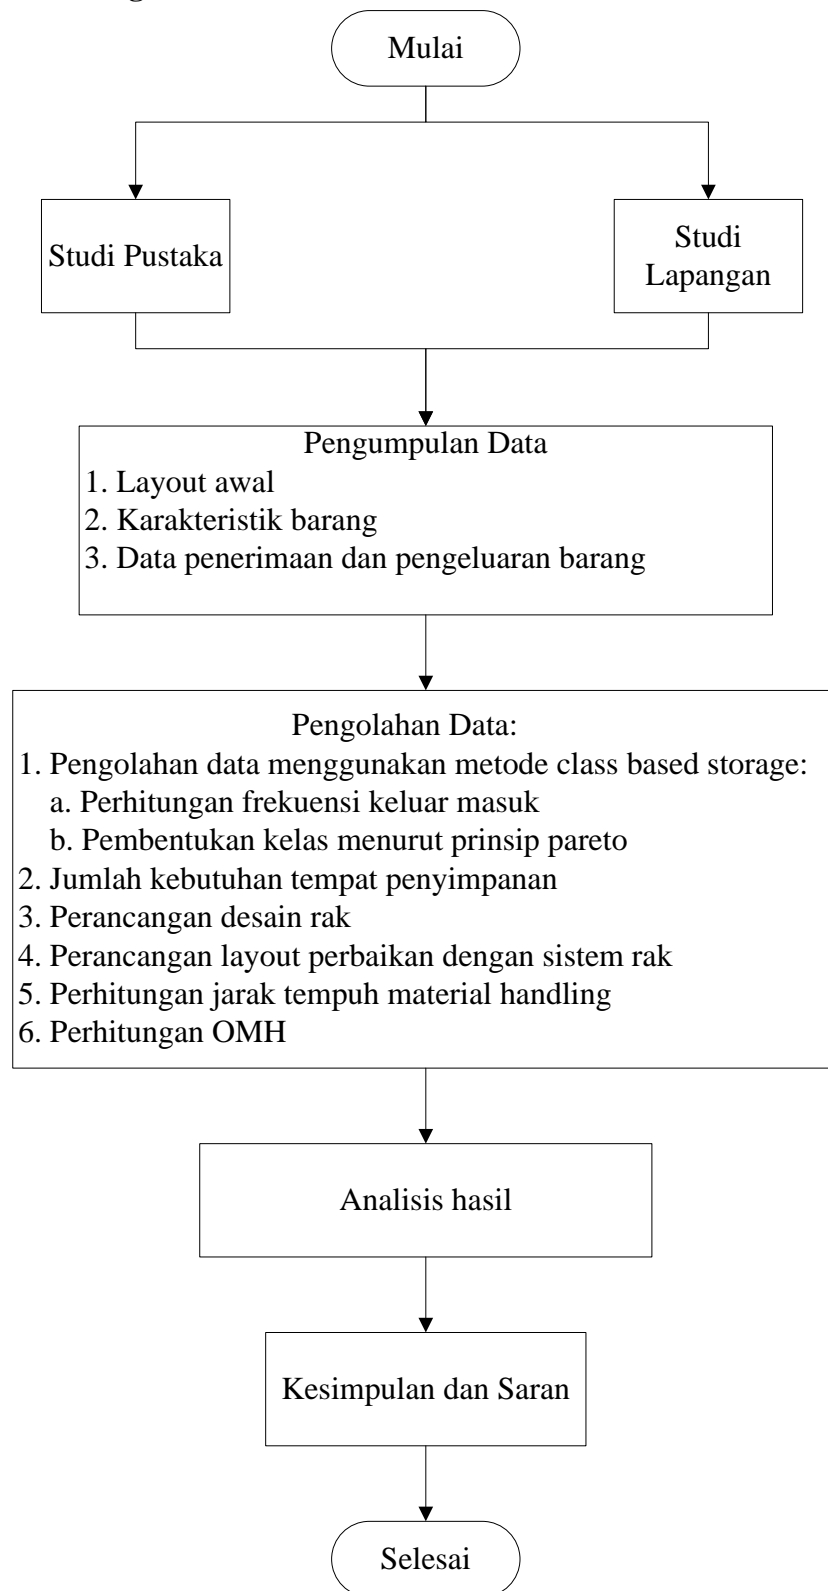 Mulai
Studi Pustaka
Studi
Lapangan
Pengumpulan Data
1. Layout awal
2. Karakteristik barang
3. Data penerimaan dan pengeluaran barang
Pengolahan Data:
1. Pengolahan data menggunakan metode class based storage:
a. Perhitungan frekuensi keluar masuk
b. Pembentukan kelas menurut prinsip pareto
2. Jumlah kebutuhan tempat penyimpanan
3. Perancangan desain rak
4. Perancangan layout perbaikan dengan sistem rak
5. Perhitungan jarak tempuh material handling
6. Perhitungan OMH
Analisis hasil
Kesimpulan dan Saran
Selesai